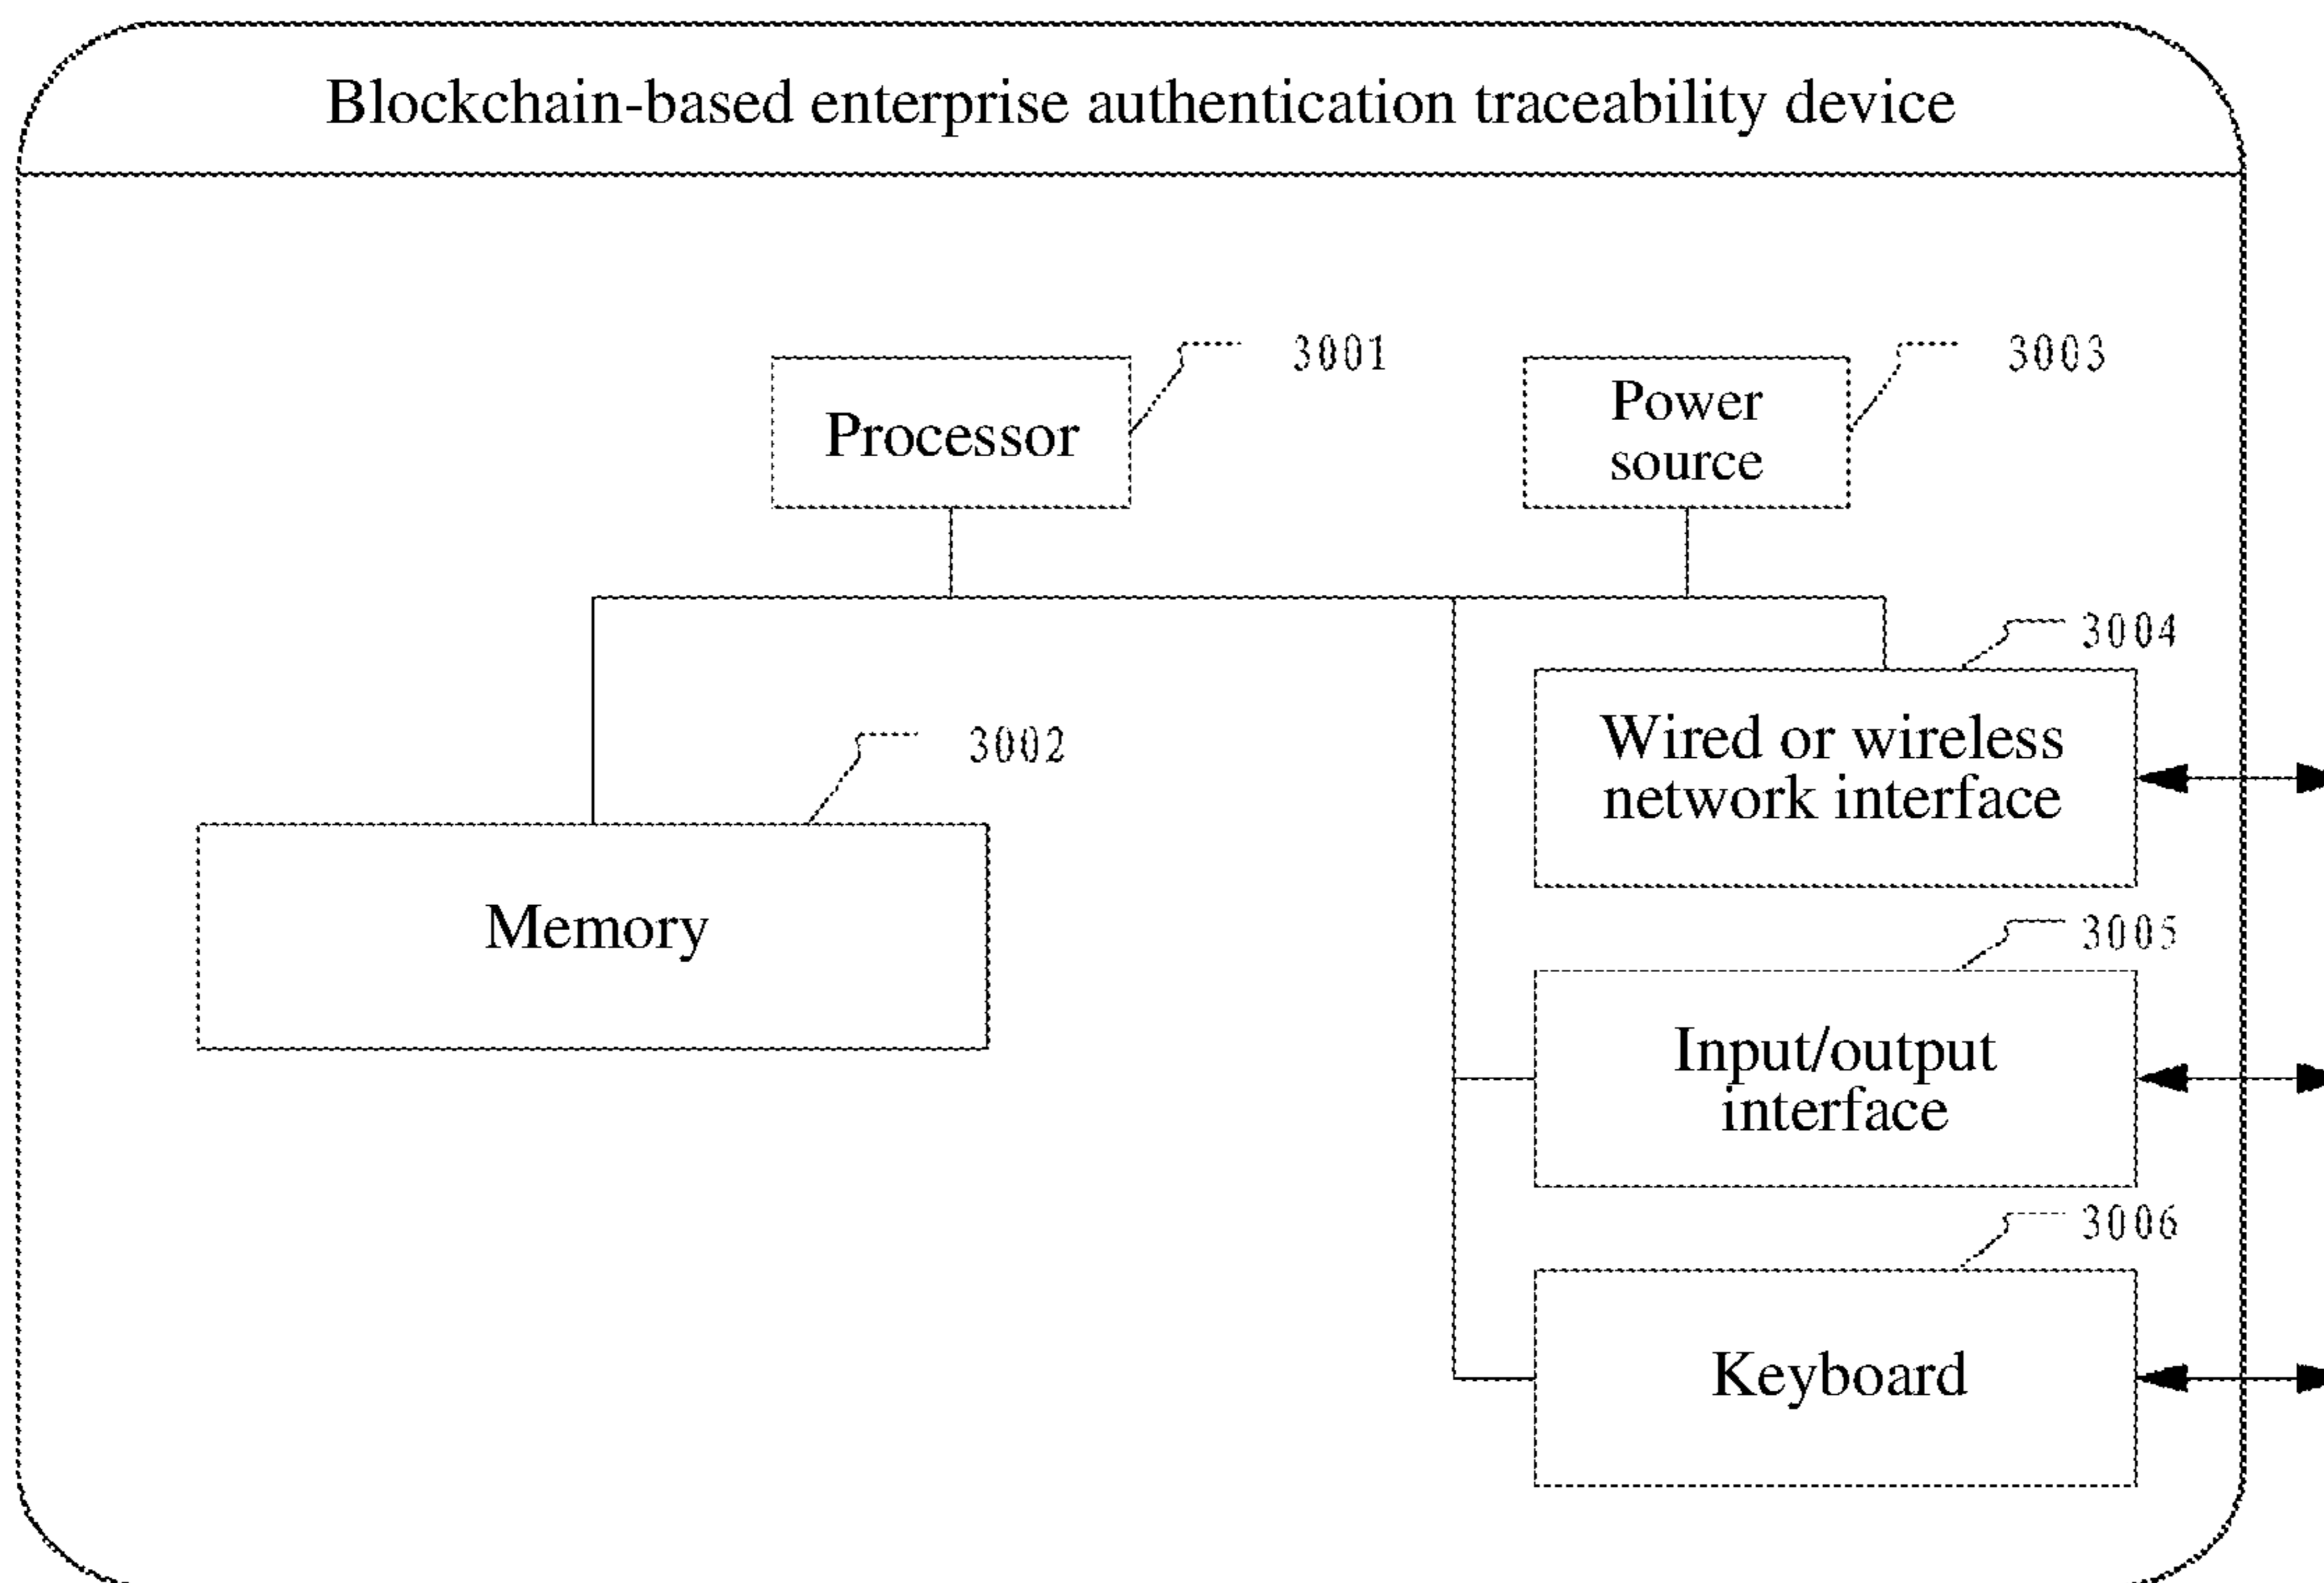 Blockchain-based enterprise authentication traceability device
3001
3003
Processor
Power
source
3004
Wired or wireless
network interface
3002
Memory
3005
Input/output
interface
3006
Keyboard